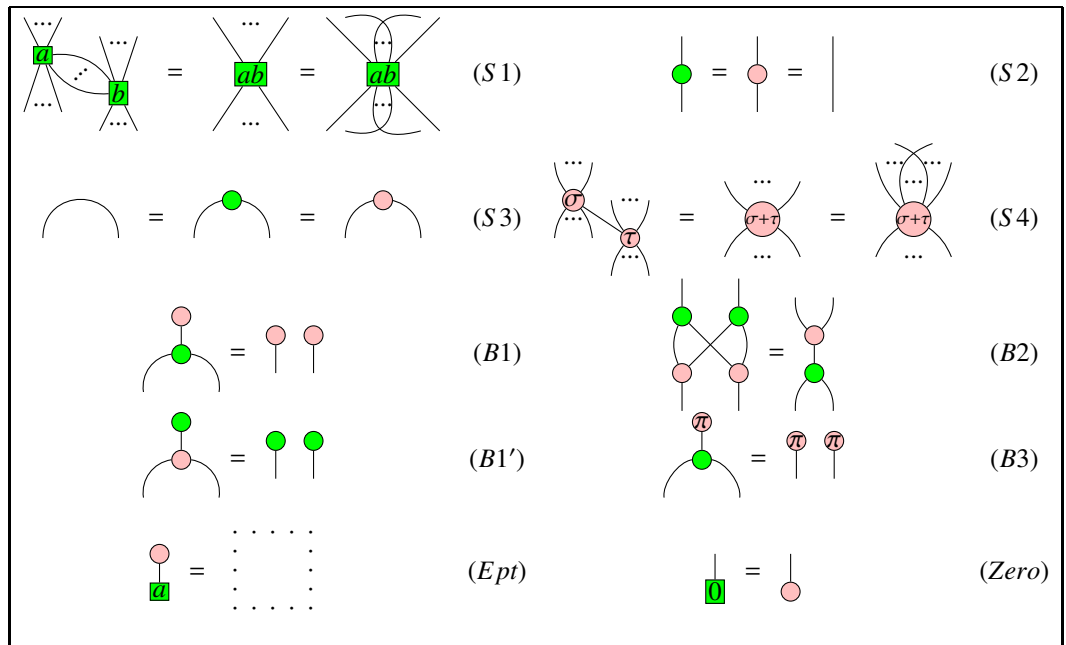 ... ...
a ... b = ab = ab (S1) = = (S2)
... ... ... ... ...
= = (S3) σ ... τ ... = σ+τ ... = σ+τ ... (S4)
= (B1) = (B2)
= (B1′) π = π π (B3)
a = (Ept) 0 = (Zero)